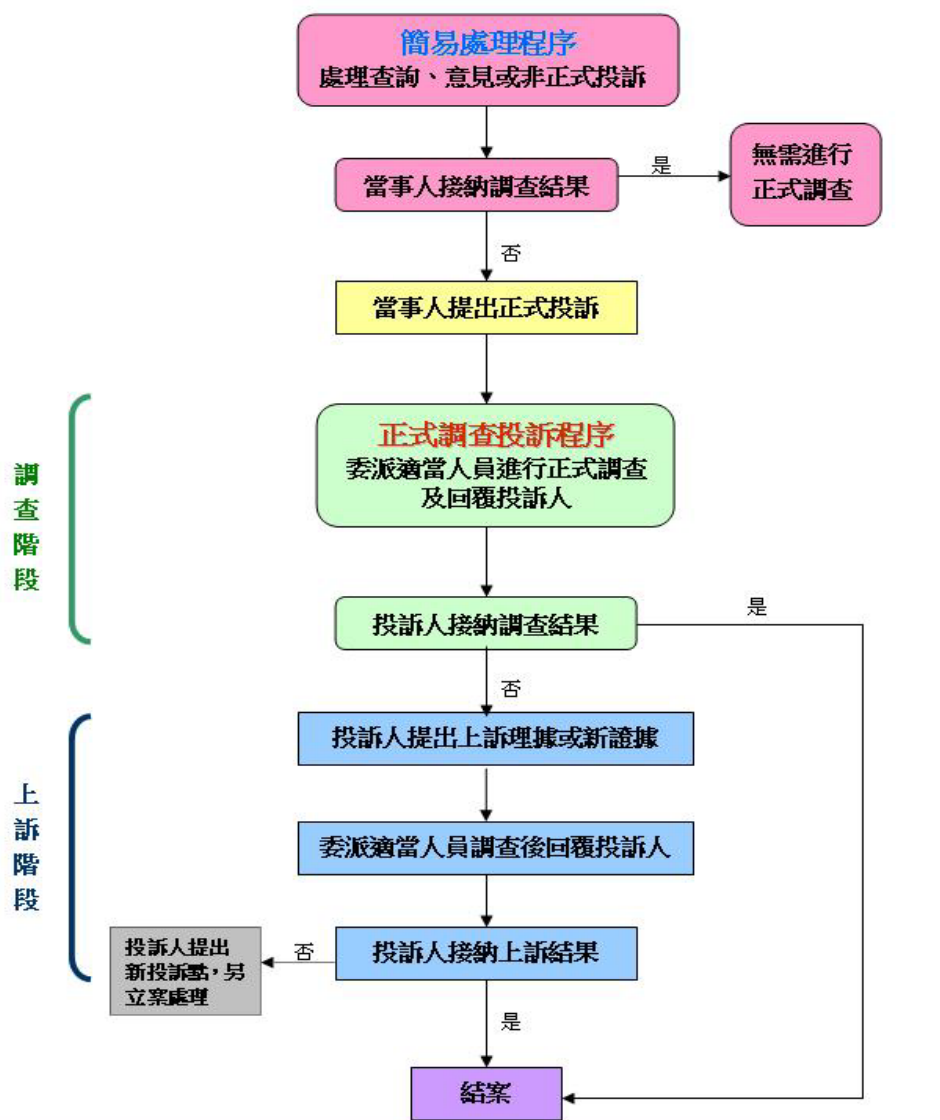 簡易處理程序
處理查詢、意見或非正式投訴
當事人接納調查結果
是
無需進行
正式調查
否
當事人提出正式投訴
調查階段
正式調查投訴程序
委派適當人員進行正式調查
及回覆投訴人
投訴人接納調查結果
是
否
上訴階段
投訴人提出上訴理據或新證據
委派適當人員調查後回覆投訴人
投訴人接納上訴結果
否
投訴人提出
新投訴點，另
立案處理
是
結案